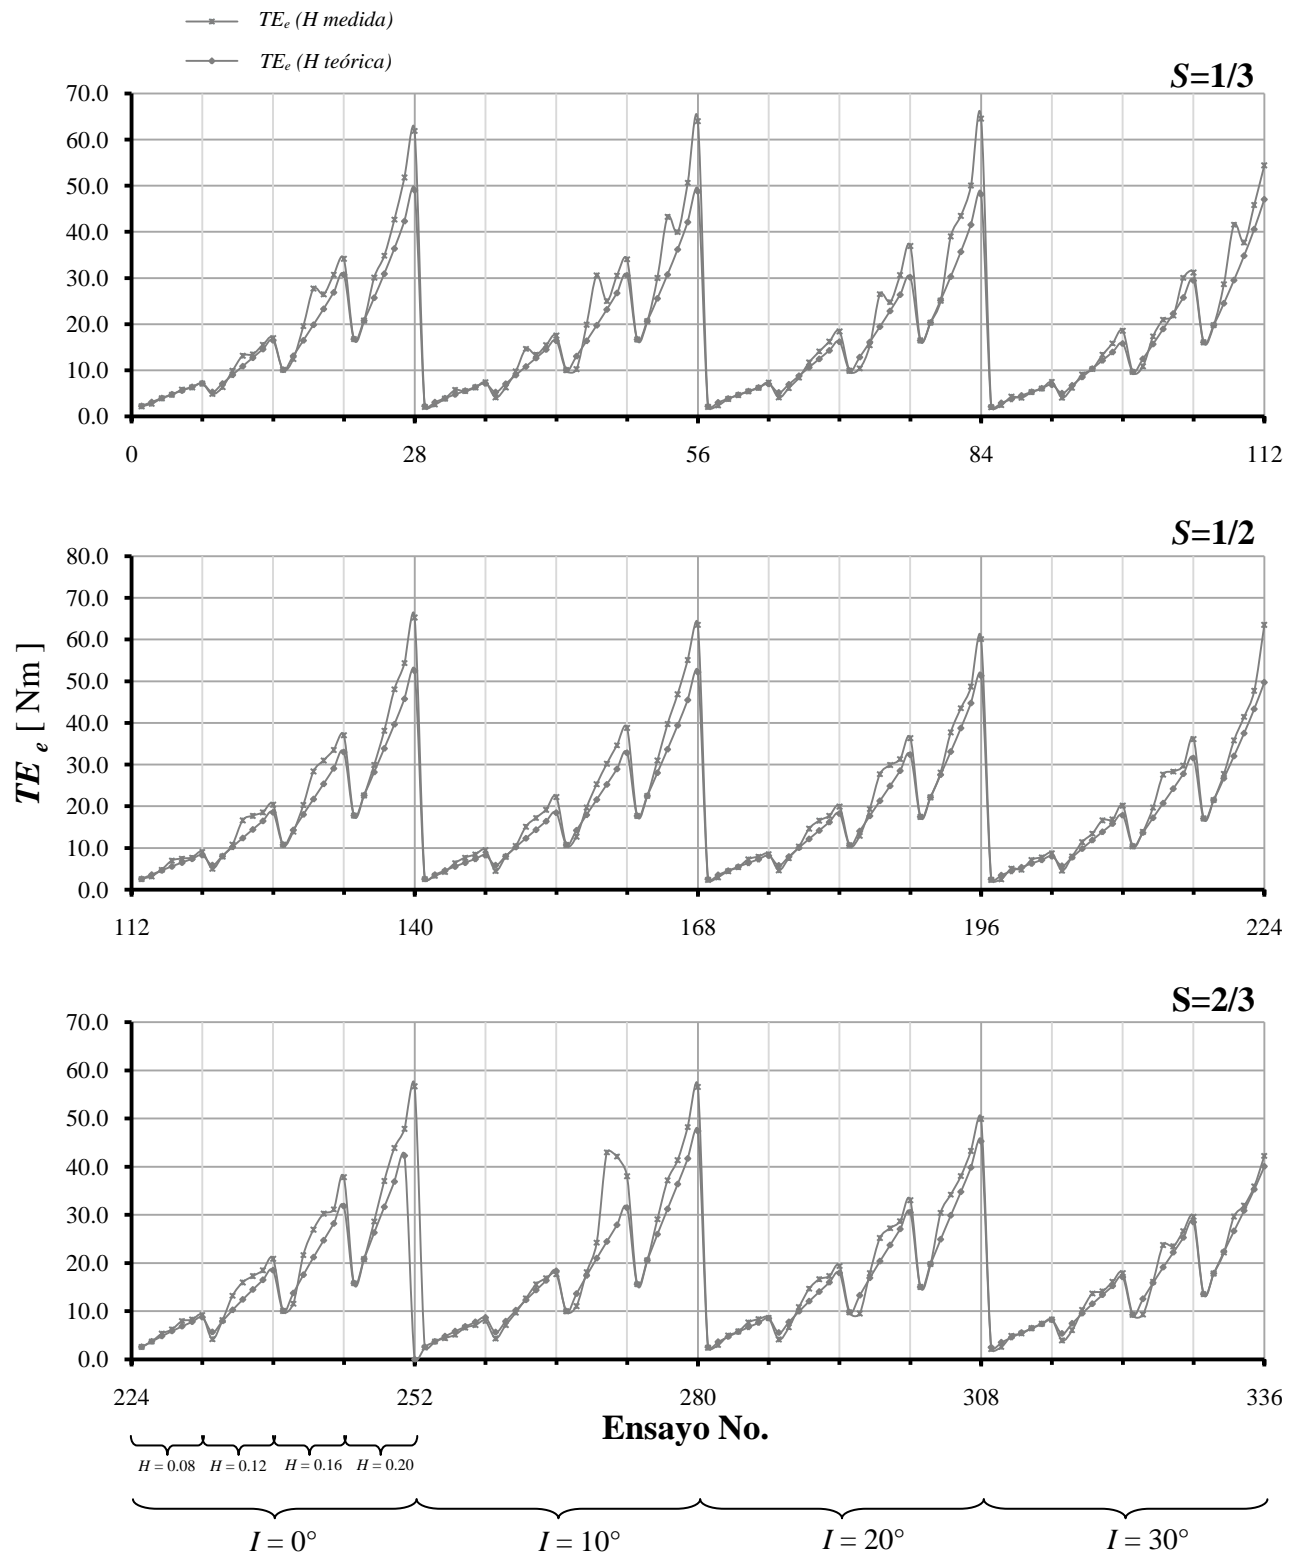 TEe (H medida)
TEe (H teórica)
S=1/3
70.0
60.0
50.0
40.0
30.0
20.0
10.0
0.0
0 28 56 84 112
S=1/2
80.0
70.0
60.0
50.0
40.0
30.0
20.0
10.0
0.0
112 140 168 196 224
TE e [ Nm ]
S=2/3
70.0
60.0
50.0
40.0
30.0
20.0
10.0
0.0
224 252 280 308 336
Ensayo No.
H = 0.08 H = 0.12 H = 0.16 H = 0.20
I = 0° I = 10° I = 20° I = 30°